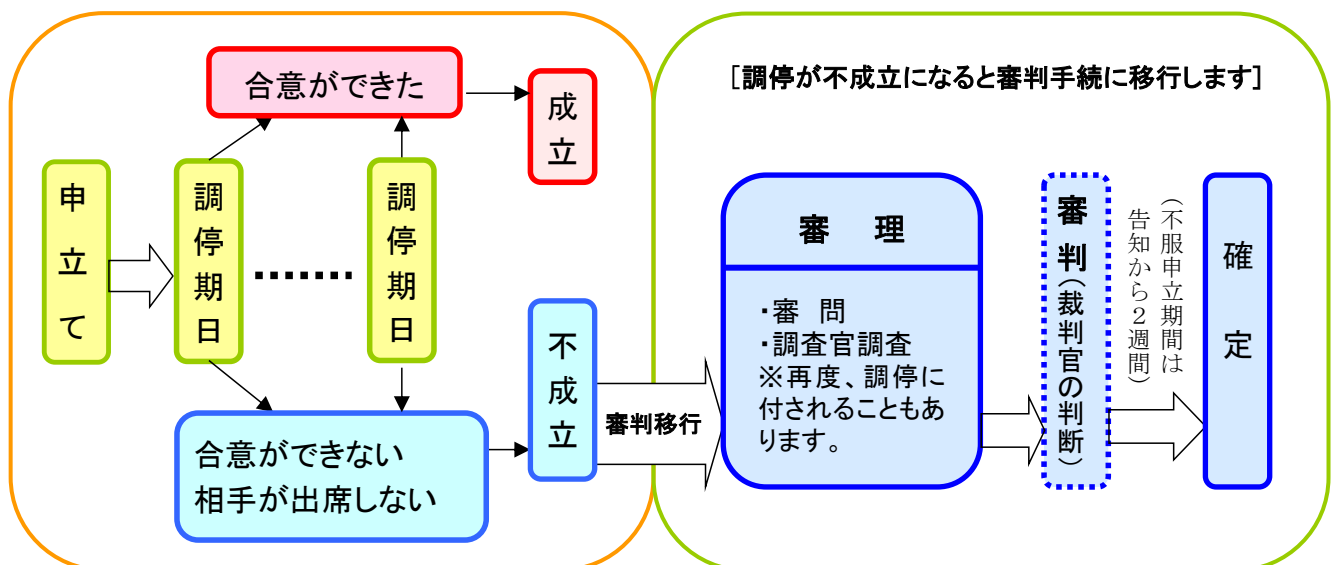 申立て
調停期日
調停期日
合意ができた
成立
合意ができない
相手が出席しない
不成立
審判移行
［調停が不成立になると審判手続に移行します］
審　理
・審　問
・調査官調査
※再度、調停に
付されることもあ
ります。
審判（裁判官の判断）
（不服申立期間は
告知から２週間）
確定